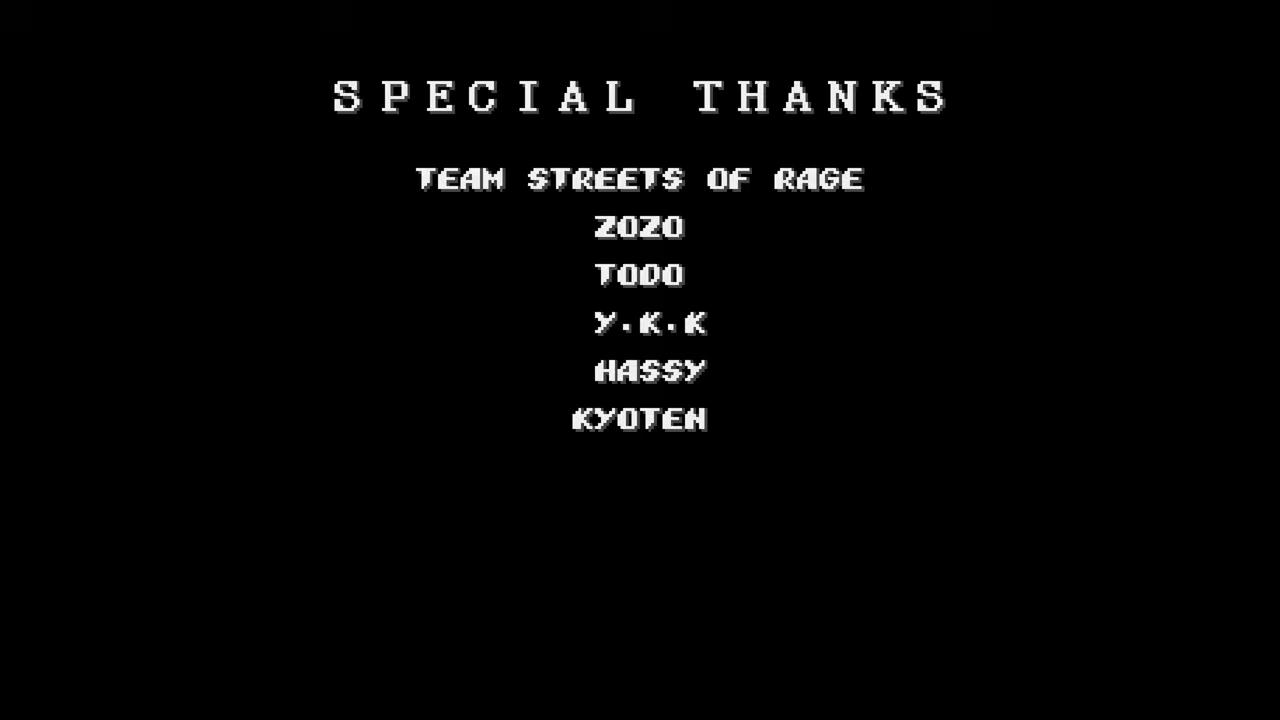 SPECIAL THANKS
TEAM STREETS OF RAGE
ZOZO
TODO
Y.K.K
HASSY
KYOTEN